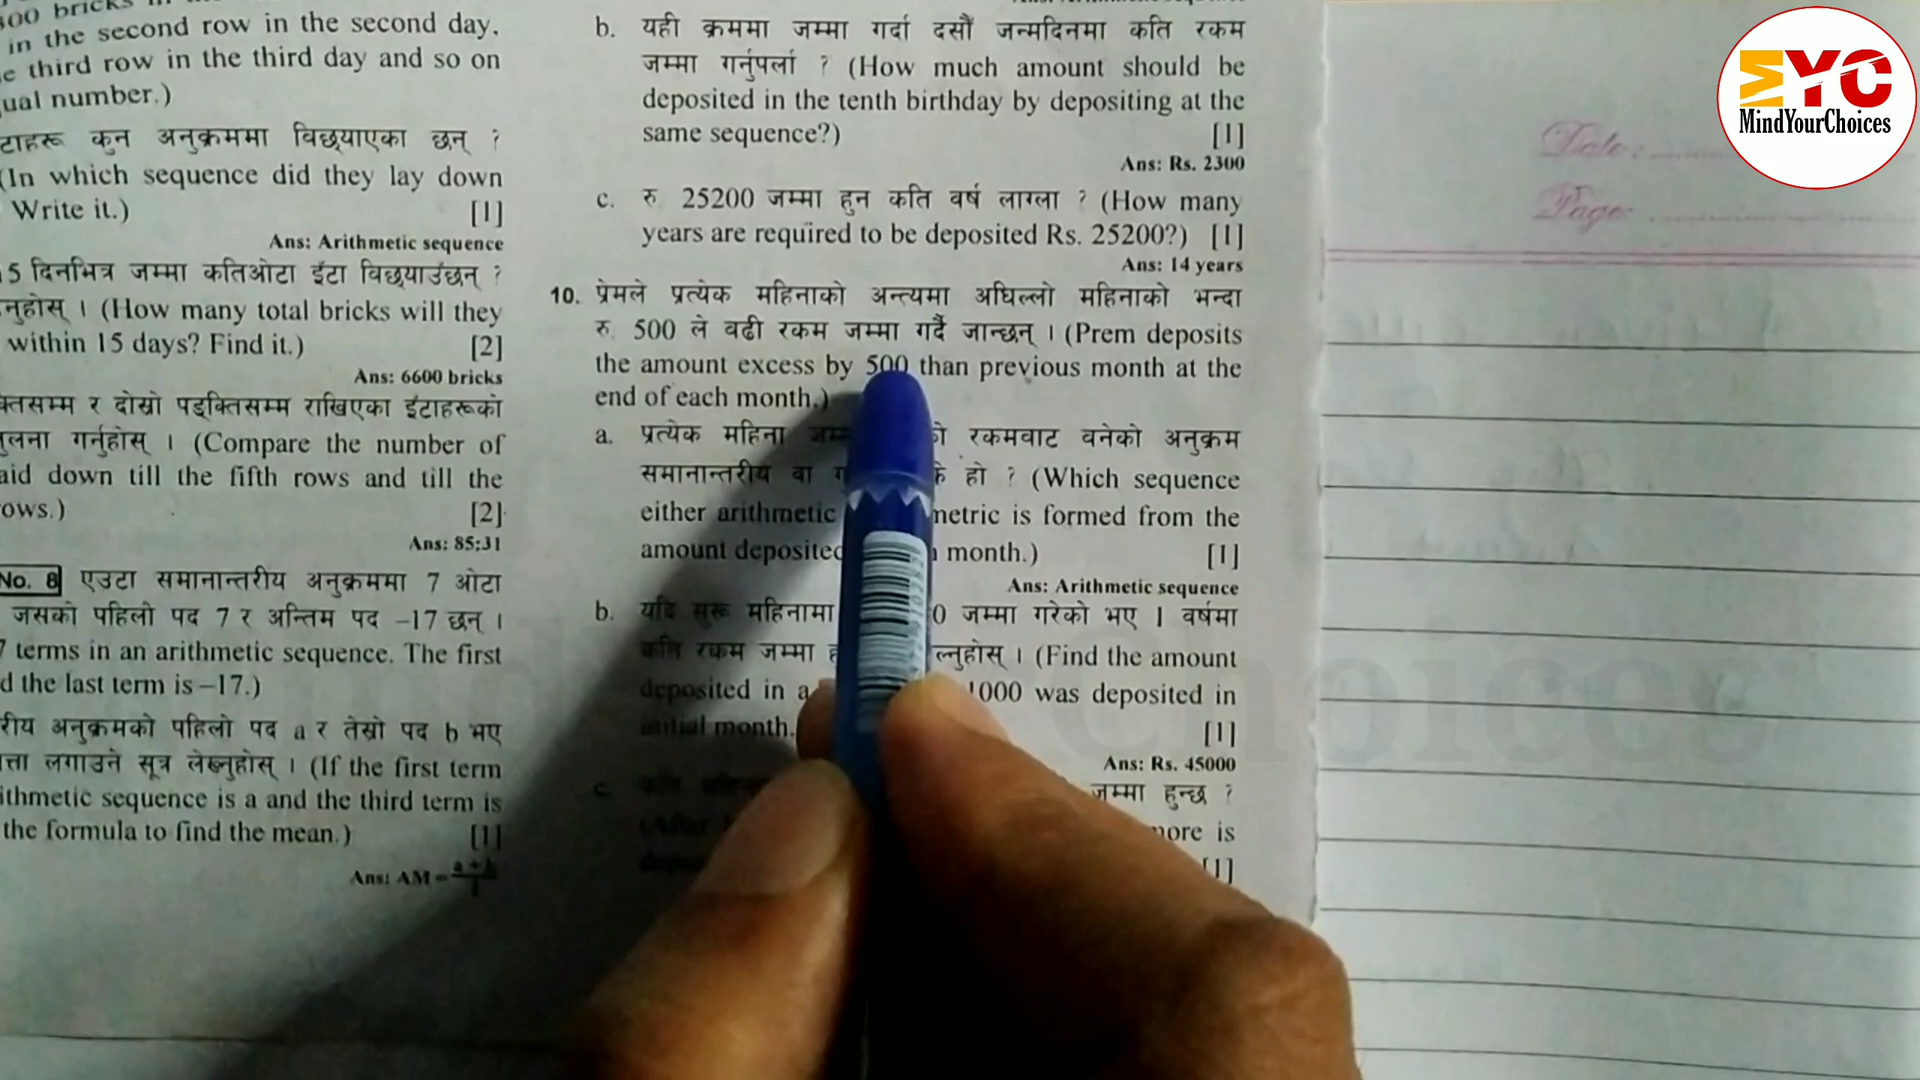 300 bricks in
in the second row in the second day,
e third row in the third day and so on
ual number.)
टाहरू कुन अनुक्रममा विछ्याएका छन् ?
(In which sequence did they lay down
Write it.) [1]
Ans: Arithmetic sequence
15 दिनभित्र जम्मा कतिओटा इँटा विछ्याउँछन् ?
नुहोस् । (How many total bricks will they
within 15 days? Find it.) [2]
Ans: 6600 bricks
क्तिसम्म र दोस्रो पङ्क्तिसम्म राखिएका इँटाहरूको
तुलना गर्नुहोस् । (Compare the number of
aid down till the fifth rows and till the
ows.) [2]
Ans: 85:31
No. 8 एउटा समानान्तरीय अनुक्रममा 7 ओटा
जसको पहिलो पद 7 र अन्तिम पद –17 छन् ।
7 terms in an arithmetic sequence. The first
d the last term is –17.)
रीय अनुक्रमको पहिलो पद a र तेस्रो पद b भए
त्ता लगाउने सूत्र लेख्नुहोस् । (If the first term
ithmetic sequence is a and the third term is
the formula to find the mean.) [1]
Ans: AM =
b. यही क्रममा जम्मा गर्दा दसौं जन्मदिनमा कति रकम
जम्मा गर्नुपर्ला ? (How much amount should be
deposited in the tenth birthday by depositing at the
same sequence?) [1]
Ans: Rs. 2300
c. रु 25200 जम्मा हुन कति वर्ष लाग्ला ? (How many
years are required to be deposited Rs. 25200?) [1]
Ans: 14 years
10. प्रेमले प्रत्येक महिनाको अन्त्यमा अघिल्लो महिनाको भन्दा
रु. 500 ले बढी रकम जम्मा गर्दै जान्छन् । (Prem deposits
the amount excess by 500 than previous month at the
end of each month.)
a. प्रत्येक महिना जम्म को रकमवाट वनेको अनुक्रम
समानान्तरीय वा हो ? (Which sequence
either arithmetic metric is formed from the
amount deposited month.) [1]
Ans: Arithmetic sequence
b. यदि सुरू महिनामा 0 जम्मा गरेको भए 1 वर्षमा
कति रकम जम्मा ल्नुहोस् । (Find the amount
deposited in a 1000 was deposited in
initial month. [1]
Ans: Rs. 45000
c. जम्मा हुन्छ ?
(After more is
[1]
MYC
MindYourChoices
Date:
Page: